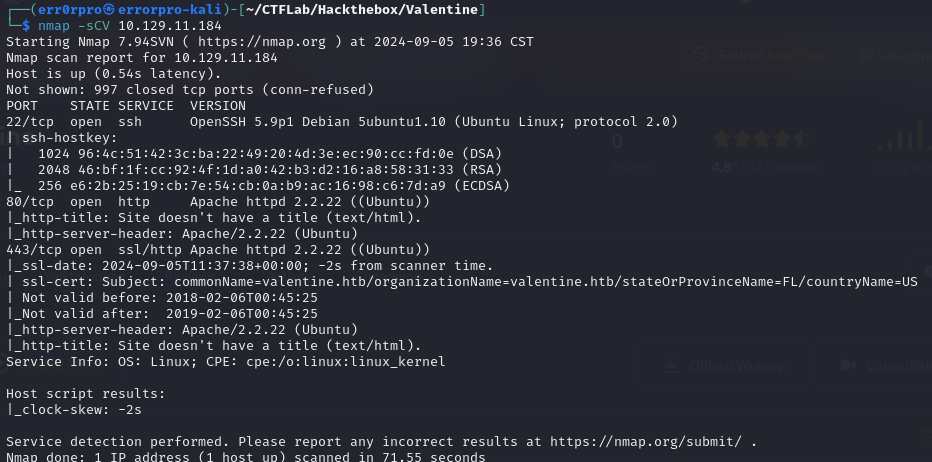 ┌──(err0rpro㉿errorpro-kali)-[~/CTFLab/Hackthebox/Valentine]
└─$ nmap -sCV 10.129.11.184
Starting Nmap 7.94SVN ( https://nmap.org ) at 2024-09-05 19:36 CST
Nmap scan report for 10.129.11.184
Host is up (0.54s latency).
Not shown: 997 closed tcp ports (conn-refused)
PORT    STATE SERVICE  VERSION
22/tcp  open  ssh      OpenSSH 5.9p1 Debian 5ubuntu1.10 (Ubuntu Linux; protocol 2.0)
| ssh-hostkey:
|   1024 96:4c:51:42:3c:ba:22:49:20:4d:3e:ec:90:cc:fd:0e (DSA)
|   2048 46:bf:1f:cc:92:4f:1d:a0:42:b3:d2:16:a8:58:31:33 (RSA)
|_  256 e6:2b:25:19:cb:7e:54:cb:0a:b9:ac:16:98:c6:7d:a9 (ECDSA)
80/tcp  open  http     Apache httpd 2.2.22 ((Ubuntu))
|_http-title: Site doesn't have a title (text/html).
|_http-server-header: Apache/2.2.22 (Ubuntu)
443/tcp open  ssl/http Apache httpd 2.2.22 ((Ubuntu))
|_ssl-date: 2024-09-05T11:37:38+00:00; -2s from scanner time.
| ssl-cert: Subject: commonName=valentine.htb/organizationName=valentine.htb/stateOrProvinceName=FL/countryName=US
| Not valid before: 2018-02-06T00:45:25
|_Not valid after:  2019-02-06T00:45:25
|_http-server-header: Apache/2.2.22 (Ubuntu)
|_http-title: Site doesn't have a title (text/html).
Service Info: OS: Linux; CPE: cpe:/o:linux:linux_kernel
Official Writeup
Host script results:
|_clock-skew: -2s
Service detection performed. Please report any incorrect results at https://nmap.org/submit/ .
Nmap done: 1 IP address (1 host up) scanned in 71.55 seconds